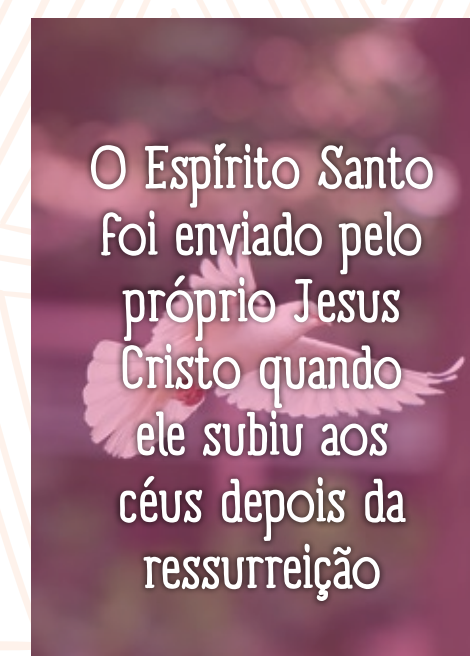 O Espírito Santo
foi enviado pelo
próprio Jesus
Cristo quando
ele subiu aos
céus depois da
ressurreição